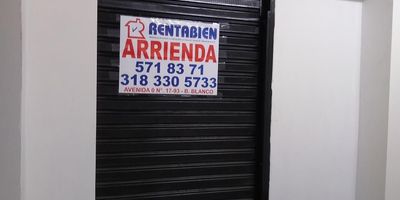 RENTABIEN
ARRIENDA
571 83 71
318 330 5733
AVENIDA 0 N° 17-93 - B. BLANCO